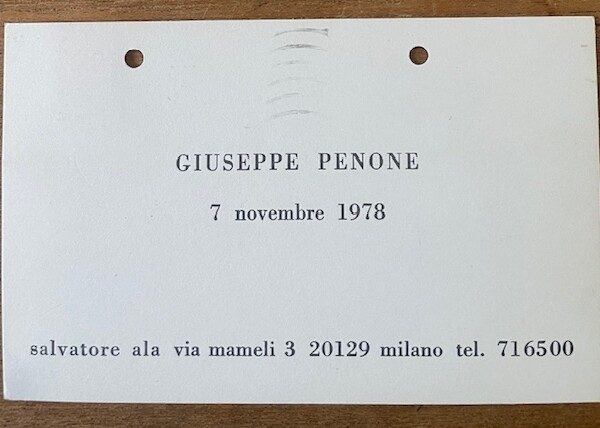 GIUSEPPE PENONE
7 novembre 1978
salvatore ala via mameli 3 20129 milano tel. 716500